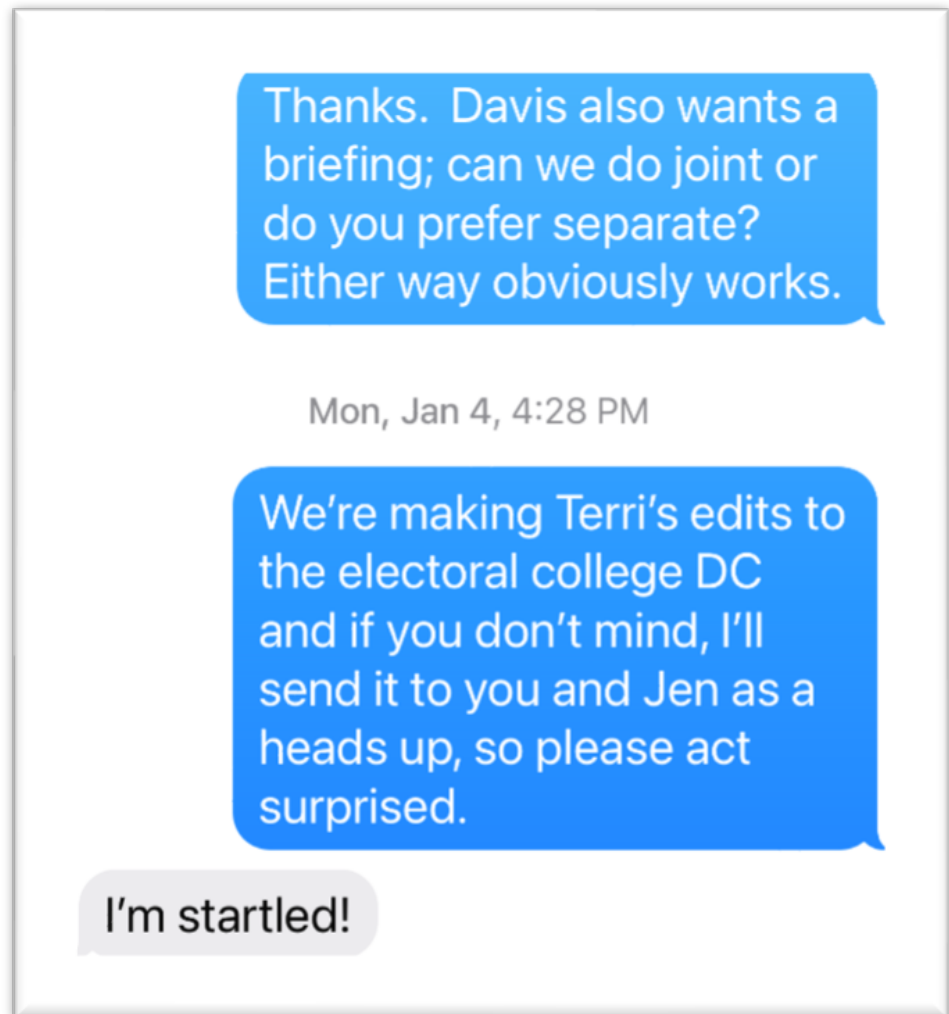 Thanks.  Davis also wants a
briefing; can we do joint or
do you prefer separate?
Either way obviously works.
Mon, Jan 4, 4:28 PM
We’re making Terri’s edits to
the electoral college DC
and if you don’t mind, I’ll
send it to you and Jen as a
heads up, so please act
surprised.
I’m startled!